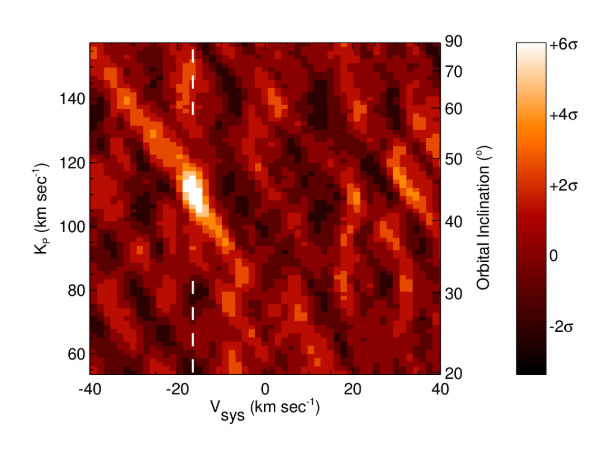 140
120
100
80
60
K_P (km sec⁻¹)
-40 -20 0 20 40
V_sys (km sec⁻¹)
90
70
60
50
40
30
20
Orbital Inclination (°)
+6σ
+4σ
+2σ
0
-2σ